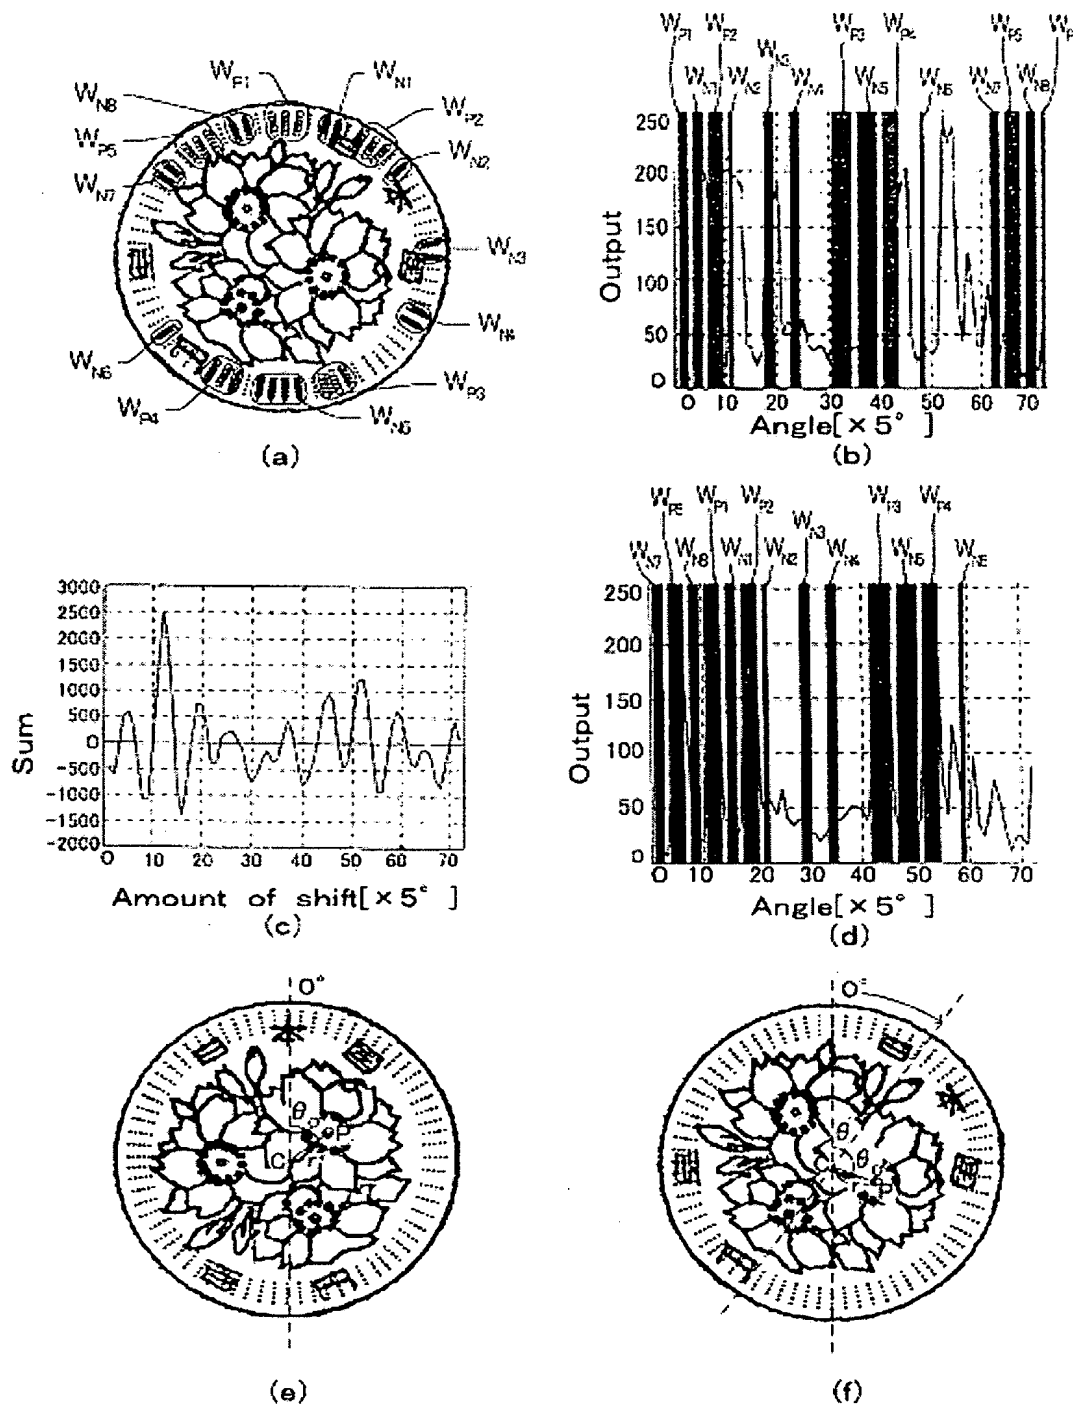 W_P1
W_N1
W_N8
W_P2
W_P5
W_N2
W_N7
W_N3
W_N4
W_N6
W_P3
W_P4
W_N5
(a)
W_P1 W_P2 W_N3 W_P3 W_P4 W_P5
W_N1 W_N2 W_N4 W_N5 W_N6 W_N7 W_N8
250
200
150
100
50
0
Output
0 10 20 30 40 50 60 70
Angle[×5° ]
(b)
3000
2500
2000
1500
1000
500
0
-500
-1000
-1500
-2000
Sum
0 10 20 30 40 50 60 70
Amount of shift[×5° ]
(c)
W_P5 W_P1 W_P2 W_N3 W_P3 W_P4
W_N7 W_N8 W_N1 W_N2 W_N4 W_N5 W_N6
250
200
150
100
50
0
Output
0 10 20 30 40 50 60 70
Angle[×5° ]
(d)
0°
本
θ₀
P
C r
(e)
0°
本
θ
θ₀
C
r P
(f)